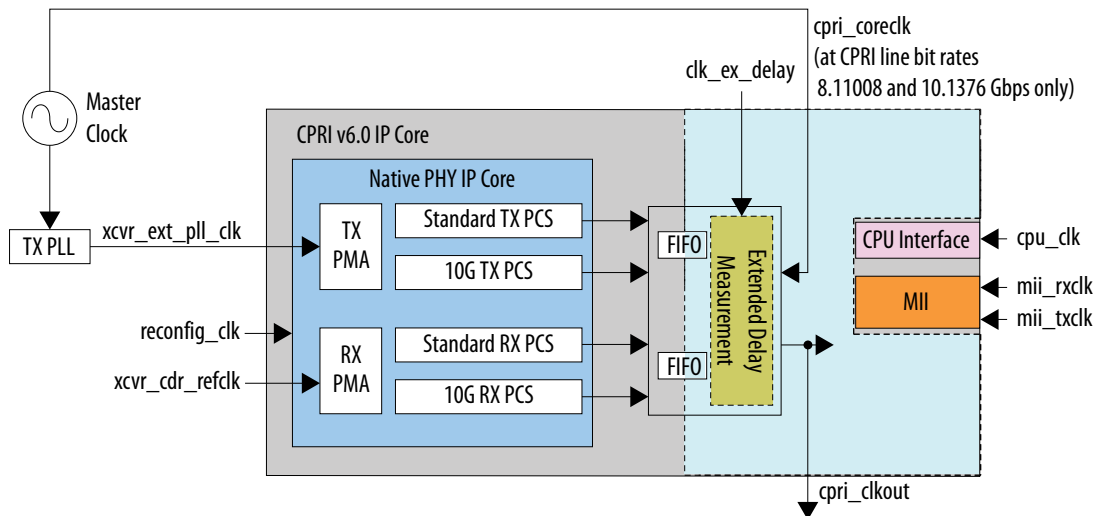 cpri_coreclk
(at CPRI line bit rates
8.11008 and 10.1376 Gbps only)
clk_ex_delay
Master
Clock
CPRI v6.0 IP Core
Native PHY IP Core
TX PLL
xcvr_ext_pll_clk
TX
PMA
Standard TX PCS
10G TX PCS
FIFO
Extended Delay
Measurement
CPU Interface
cpu_clk
MII
mii_rxclk
mii_txclk
reconfig_clk
xcvr_cdr_refclk
RX
PMA
Standard RX PCS
10G RX PCS
FIFO
cpri_clkout